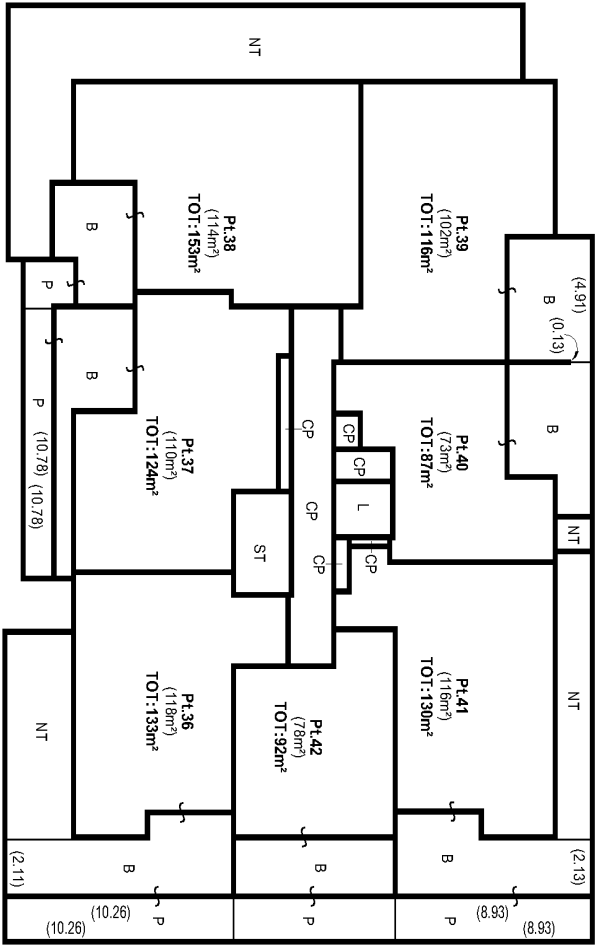 NT
Pt.38
(114m²)
TOT:153m²
Pt.39
(102m²)
TOT:116m²
B
B
(4.91)
(0.13)
P
B
P
(10.78)
(10.78)
Pt.37
(110m²)
TOT:124m²
CP
CP
CP
CP
L
CP
CP
ST
Pt.40
(73m²)
TOT:87m²
B
NT
NT
NT
Pt.36
(118m²)
TOT:133m²
Pt.42
(78m²)
TOT:92m²
Pt.41
(116m²)
TOT:130m²
(2.11)
B
B
B
(2.13)
(10.26)
(10.26)
P
P
P
(8.93)
(8.93)